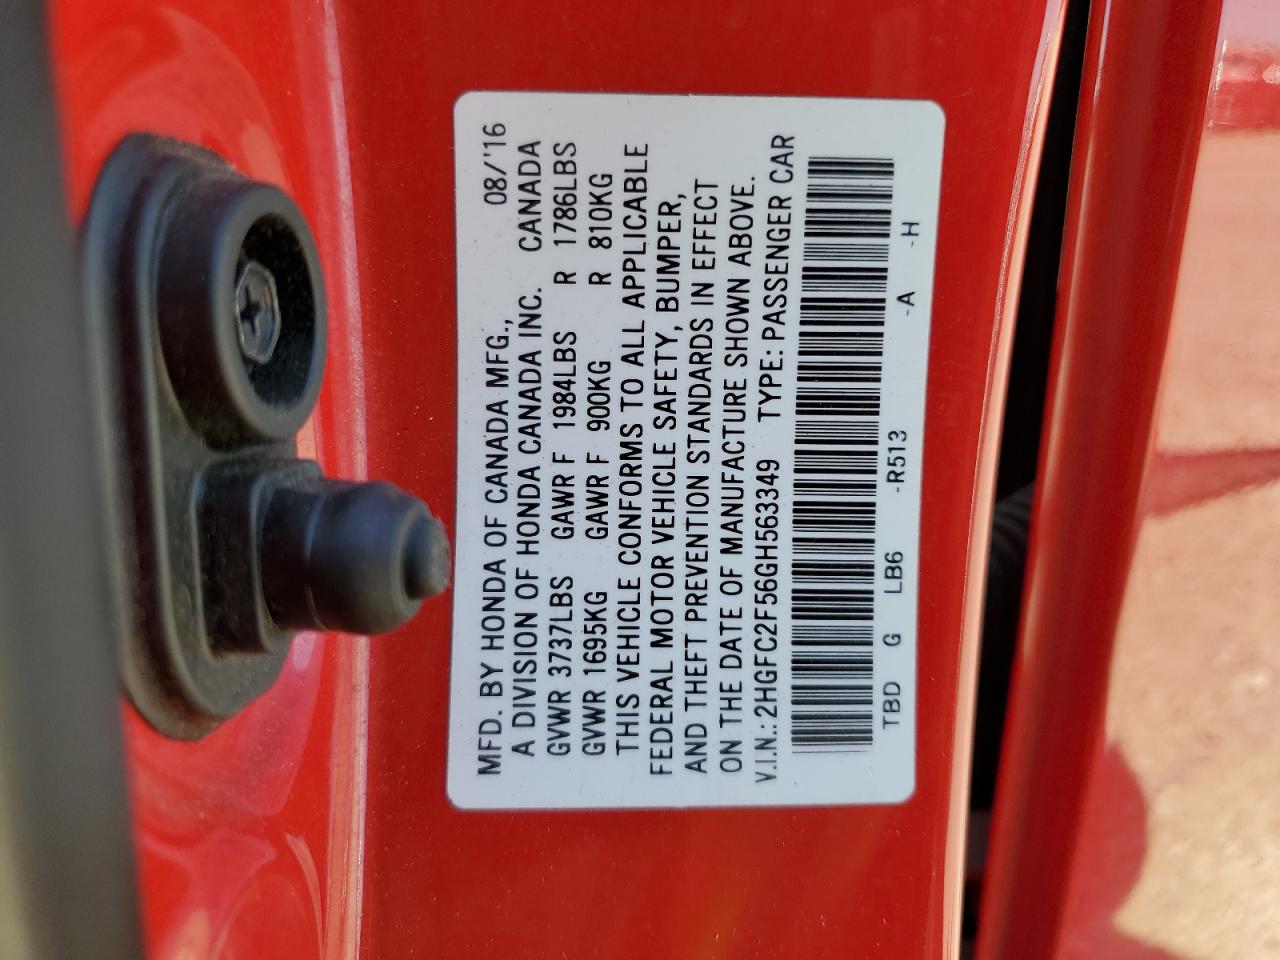 MFD. BY HONDA OF CANADA MFG., 08/'16
A DIVISION OF HONDA CANADA INC. CANADA
GVWR 3737LBS GAWR F 1984LBS R 1786LBS
GVWR 1695KG GAWR F 900KG R 810KG
THIS VEHICLE CONFORMS TO ALL APPLICABLE
FEDERAL MOTOR VEHICLE SAFETY, BUMPER,
AND THEFT PREVENTION STANDARDS IN EFFECT
ON THE DATE OF MANUFACTURE SHOWN ABOVE.
V.I.N.: 2HGFC2F56GH563349 TYPE: PASSENGER CAR
TBD G LB6 -R513 -A -H